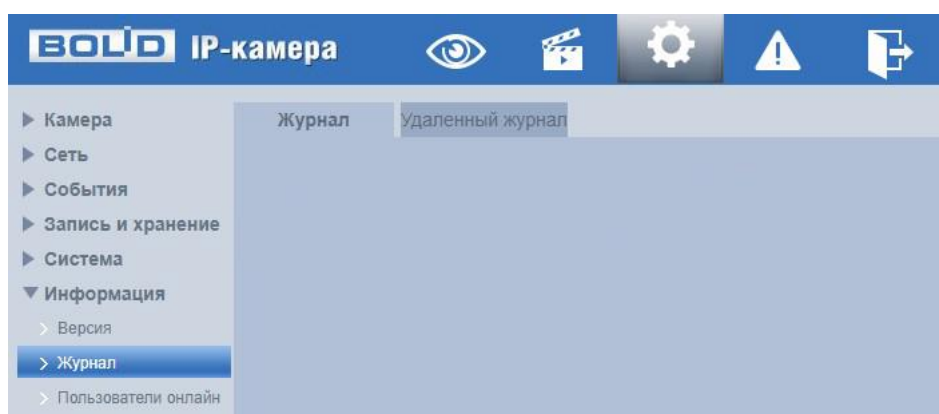 BOLID IP-камера
Камера
Журнал
Удаленный журнал
Сеть
События
Запись и хранение
Система
Информация
Версия
Журнал
Пользователи онлайн